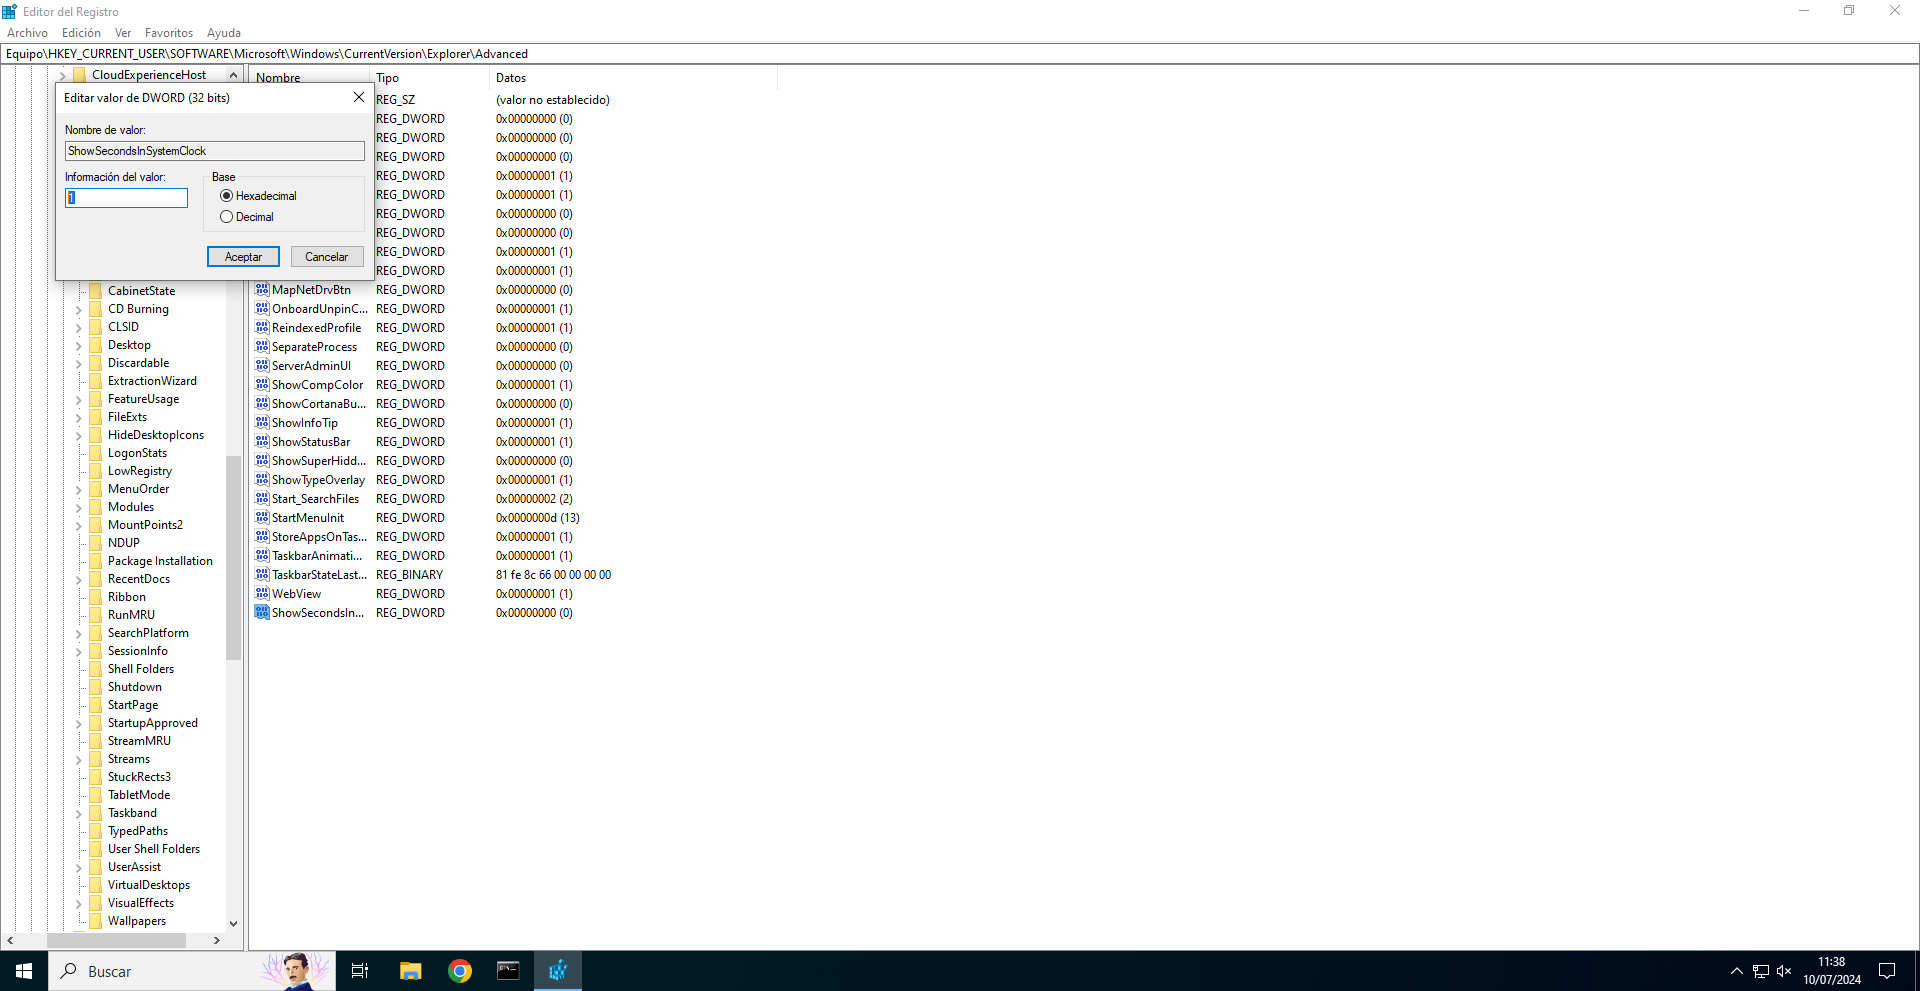 Editor del Registro
Archivo Edición Ver Favoritos Ayuda
Equipo\HKEY_CURRENT_USER\SOFTWARE\Microsoft\Windows\CurrentVersion\Explorer\Advanced
CloudExperienceHost
Editar valor de DWORD (32 bits)
Nombre de valor:
ShowSecondsInSystemClock
Información del valor:
1
Base
Hexadecimal
Decimal
Aceptar
Cancelar
CabinetState
CD Burning
CLSID
Desktop
Discardable
ExtractionWizard
FeatureUsage
FileExts
HideDesktopIcons
LogonStats
LowRegistry
MenuOrder
Modules
MountPoints2
NDUP
Package Installation
RecentDocs
Ribbon
RunMRU
SearchPlatform
SessionInfo
Shell Folders
Shutdown
StartPage
StartupApproved
StreamMRU
Streams
StuckRects3
TabletMode
Taskband
TypedPaths
User Shell Folders
UserAssist
VirtualDesktops
VisualEffects
Wallpapers
Nombre Tipo Datos
REG_SZ (valor no establecido)
REG_DWORD 0x00000000 (0)
REG_DWORD 0x00000000 (0)
REG_DWORD 0x00000000 (0)
REG_DWORD 0x00000001 (1)
REG_DWORD 0x00000001 (1)
REG_DWORD 0x00000000 (0)
REG_DWORD 0x00000000 (0)
REG_DWORD 0x00000001 (1)
REG_DWORD 0x00000001 (1)
MapNetDrvBtn REG_DWORD 0x00000000 (0)
OnboardUnpinC... REG_DWORD 0x00000001 (1)
ReindexedProfile REG_DWORD 0x00000001 (1)
SeparateProcess REG_DWORD 0x00000000 (0)
ServerAdminUI REG_DWORD 0x00000000 (0)
ShowCompColor REG_DWORD 0x00000001 (1)
ShowCortanaBu... REG_DWORD 0x00000000 (0)
ShowInfoTip REG_DWORD 0x00000001 (1)
ShowStatusBar REG_DWORD 0x00000001 (1)
ShowSuperHidd... REG_DWORD 0x00000000 (0)
ShowTypeOverlay REG_DWORD 0x00000001 (1)
Start_SearchFiles REG_DWORD 0x00000002 (2)
StartMenuInit REG_DWORD 0x0000000d (13)
StoreAppsOnTas... REG_DWORD 0x00000001 (1)
TaskbarAnimati... REG_DWORD 0x00000001 (1)
TaskbarStateLast... REG_BINARY 81 fe 8c 66 00 00 00 00
WebView REG_DWORD 0x00000001 (1)
ShowSecondsIn... REG_DWORD 0x00000000 (0)
Buscar
11:38
10/07/2024